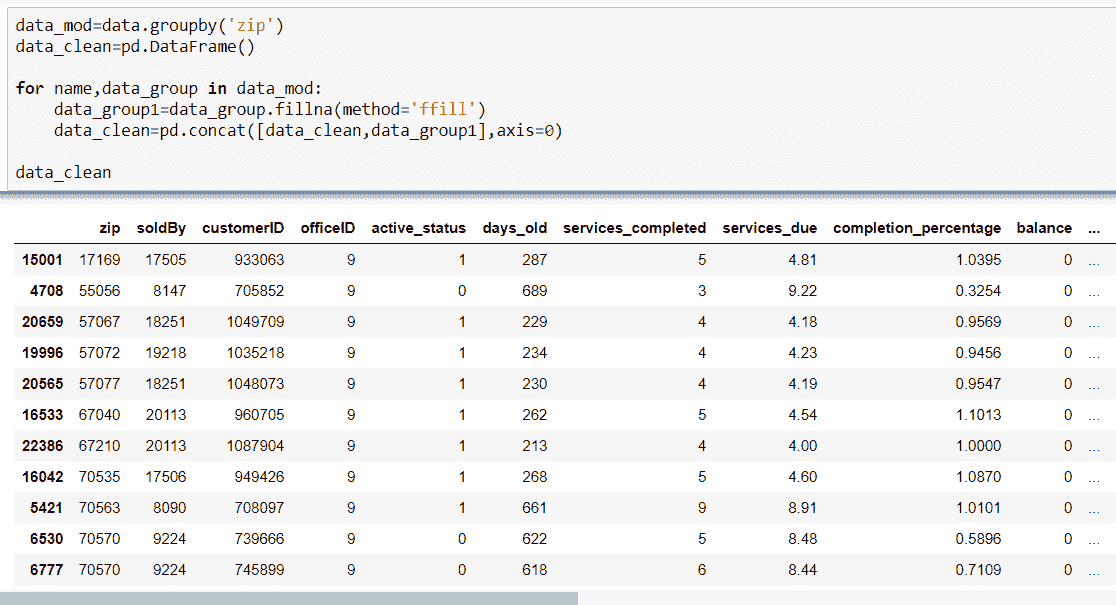 data_mod=data.groupby('zip')
data_clean=pd.DataFrame()
for name,data_group in data_mod:
    data_group1=data_group.fillna(method='ffill')
    data_clean=pd.concat([data_clean,data_group1],axis=0)
data_clean
zip soldBy customerID officeID active_status days_old services_completed services_due completion_percentage balance ...
15001 17169 17505 933063 9 1 287 5 4.81 1.0395 0 ...
4708 55056 8147 705852 9 0 689 3 9.22 0.3254 0 ...
20659 57067 18251 1049709 9 1 229 4 4.18 0.9569 0 ...
19996 57072 19218 1035218 9 1 234 4 4.23 0.9456 0 ...
20565 57077 18251 1048073 9 1 230 4 4.19 0.9547 0 ...
16533 67040 20113 960705 9 1 262 5 4.54 1.1013 0 ...
22386 67210 20113 1087904 9 1 213 4 4.00 1.0000 0 ...
16042 70535 17506 949426 9 1 268 5 4.60 1.0870 0 ...
5421 70563 8090 708097 9 1 661 9 8.91 1.0101 0 ...
6530 70570 9224 739666 9 0 622 5 8.48 0.5896 0 ...
6777 70570 9224 745899 9 0 618 6 8.44 0.7109 0 ...